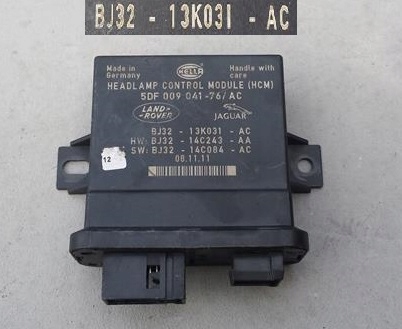 BJ32 - 13K031 - AC
Made in Germany
HELLA
Handle with care
HEADLAMP CONTROL MODULE (HCM)
5DF 009 041-76/AC
LAND-ROVER
JAGUAR
BJ32 - 13K031 - AC
HW: BJ32 - 14C243 - AA
SW: BJ32 - 14C084 - AC
12
08.11.11